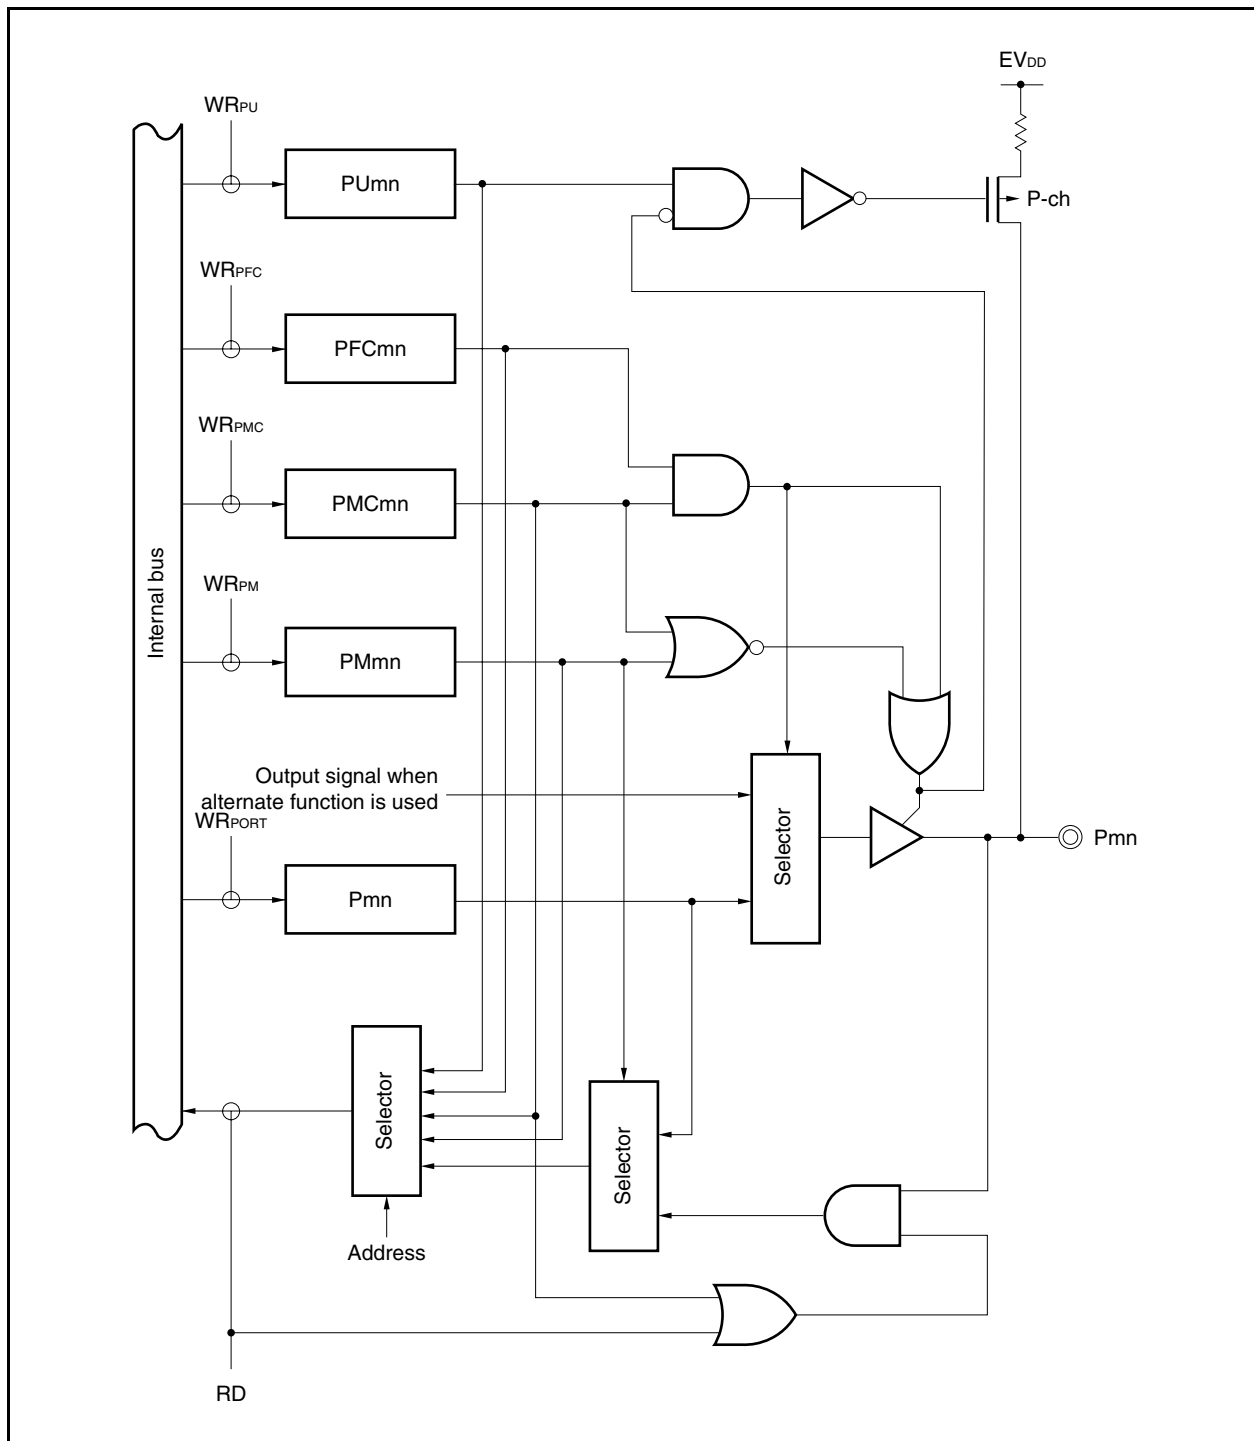 EVDD
WRPU
PUmn
P-ch
WRPFC
PFCmn
WRPMC
PMCmn
Internal bus
WRPM
PMmn
Output signal when
alternate function is used
WRPORT
Selector
Pmn
Pmn
Selector
Selector
Address
RD